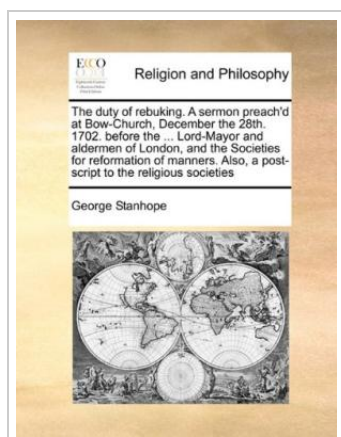 ECCO
Religion and Philosophy
The duty of rebuking. A sermon preach'd
at Bow-Church, December the 28th.
1702. before the ... Lord-Mayor and
aldermen of London, and the Societies
for reformation of manners. Also, a post-
script to the religious societies
George Stanhope